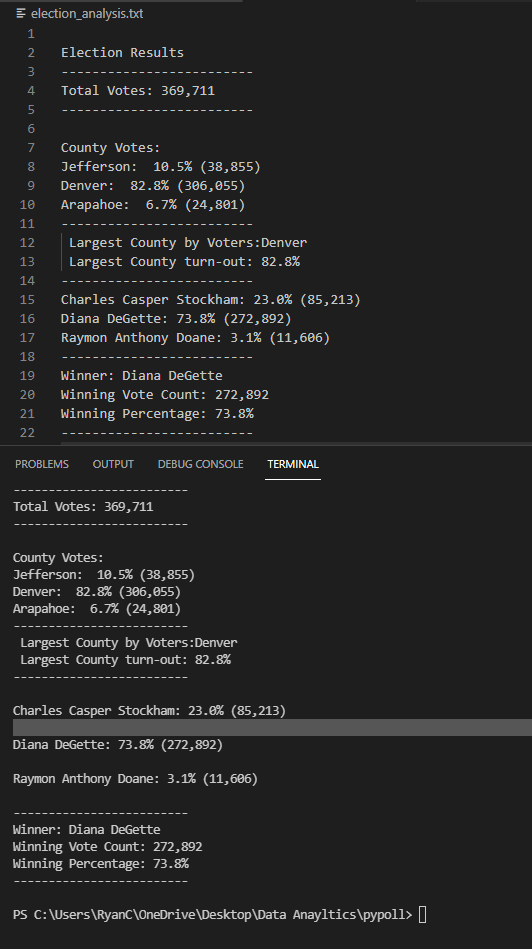 election_analysis.txt
1
2 Election Results
3 -------------------------
4 Total Votes: 369,711
5 -------------------------
6
7 County Votes:
8 Jefferson:  10.5% (38,855)
9 Denver:  82.8% (306,055)
10 Arapahoe:  6.7% (24,801)
11 -------------------------
12  Largest County by Voters:Denver
13  Largest County turn-out: 82.8%
14 -------------------------
15 Charles Casper Stockham: 23.0% (85,213)
16 Diana DeGette: 73.8% (272,892)
17 Raymon Anthony Doane: 3.1% (11,606)
18 -------------------------
19 Winner: Diana DeGette
20 Winning Vote Count: 272,892
21 Winning Percentage: 73.8%
22 -------------------------
PROBLEMS OUTPUT DEBUG CONSOLE TERMINAL
-------------------------
Total Votes: 369,711
-------------------------
County Votes:
Jefferson:  10.5% (38,855)
Denver:  82.8% (306,055)
Arapahoe:  6.7% (24,801)
-------------------------
 Largest County by Voters:Denver
 Largest County turn-out: 82.8%
-------------------------
Charles Casper Stockham: 23.0% (85,213)
Diana DeGette: 73.8% (272,892)
Raymon Anthony Doane: 3.1% (11,606)
-------------------------
Winner: Diana DeGette
Winning Vote Count: 272,892
Winning Percentage: 73.8%
-------------------------
PS C:\Users\RyanC\OneDrive\Desktop\Data Anayltics\pypoll>